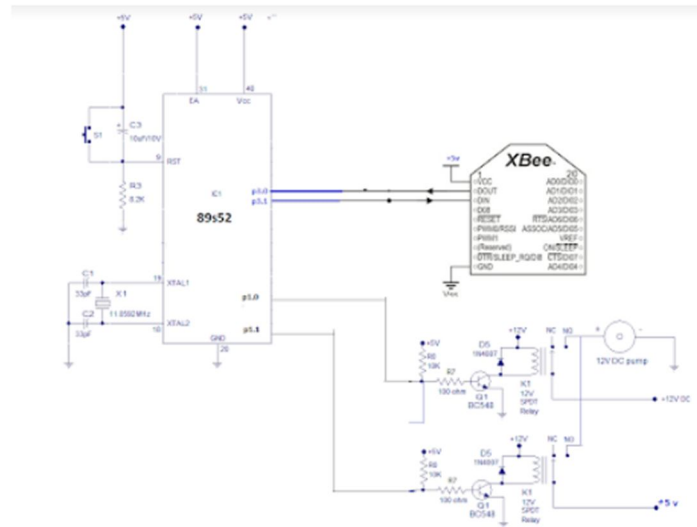 +5V
+5V
+5V
31
40
EA
Vcc
C3
10µF/10V
S1
9
RST
R3
8.2K
IC1
89s52
p3.0
p3.1
C1
33pF
X1
11.0592MHz
C2
33pF
19
XTAL1
18
XTAL2
GND
20
p1.0
p1.1
+5v
XBee™
1
20
VCC
DOUT
DIN
DIO8
RESET
PWM0/RSSI
PWM1
(Reserved)
DTR/SLEEP_RQ/DI8
GND
AD0/DIO0
AD1/DIO1
AD2/DIO2
AD3/DIO3
RTS/AD6/DIO6
ASSOC/AD5/DIO5
VREF
ON/SLEEP
CTS/DIO7
AD4/DIO4
Vss
+5V
R8
10K
R7
100 ohm
D5
1N4007
Q1
BC548
+12V
K1
12V
SPDT
Relay
NC
NO
+
-
12V DC pump
+12V DC
+5V
R8
10K
R7
100 ohm
D5
1N4007
Q1
BC548
+12V
K1
12V
SPDT
Relay
NC
NO
+5 v